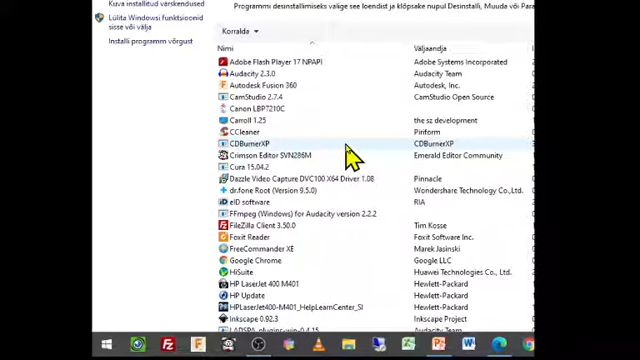 Kuva installitud värskendused
Programmi desinstallimiseks valige see loendist ja klõpsake nupul Desinstalli, Muuda või Para
Lülita Windowsi funktsioonid
sisse või välja
Installi programm võrgust
Korralda
Nimi Väljaandja
Adobe Flash Player 17 NPAPI Adobe Systems Incorporated
Audacity 2.3.0 Audacity Team
Autodesk Fusion 360 Autodesk, Inc.
CamStudio 2.7.4 CamStudio Open Source
Canon LBP7210C
Carroll 1.25 the sz development
CCleaner Piriform
CDBurnerXP CDBurnerXP
Crimson Editor SVN286M Emerald Editor Community
Cura 15.04.2
Dazzle Video Capture DVC100 X64 Driver 1.08 Pinnacle
dr.fone Root (Version 9.5.0) Wondershare Technology Co.,Ltd.
eID software RIA
FFmpeg (Windows) for Audacity version 2.2.2
FileZilla Client 3.50.0 Tim Kosse
Foxit Reader Foxit Software Inc.
FreeCommander XE Marek Jasinski
Google Chrome Google LLC
HiSuite Huawei Technologies Co., Ltd.
HP LaserJet 400 M401 Hewlett-Packard
HP Update Hewlett-Packard
HPLaserJet400-M401_HelpLearnCenter_SI Hewlett-Packard
Inkscape 0.92.3 Inkscape Project
LADSPA_plugins-win-0.4.15